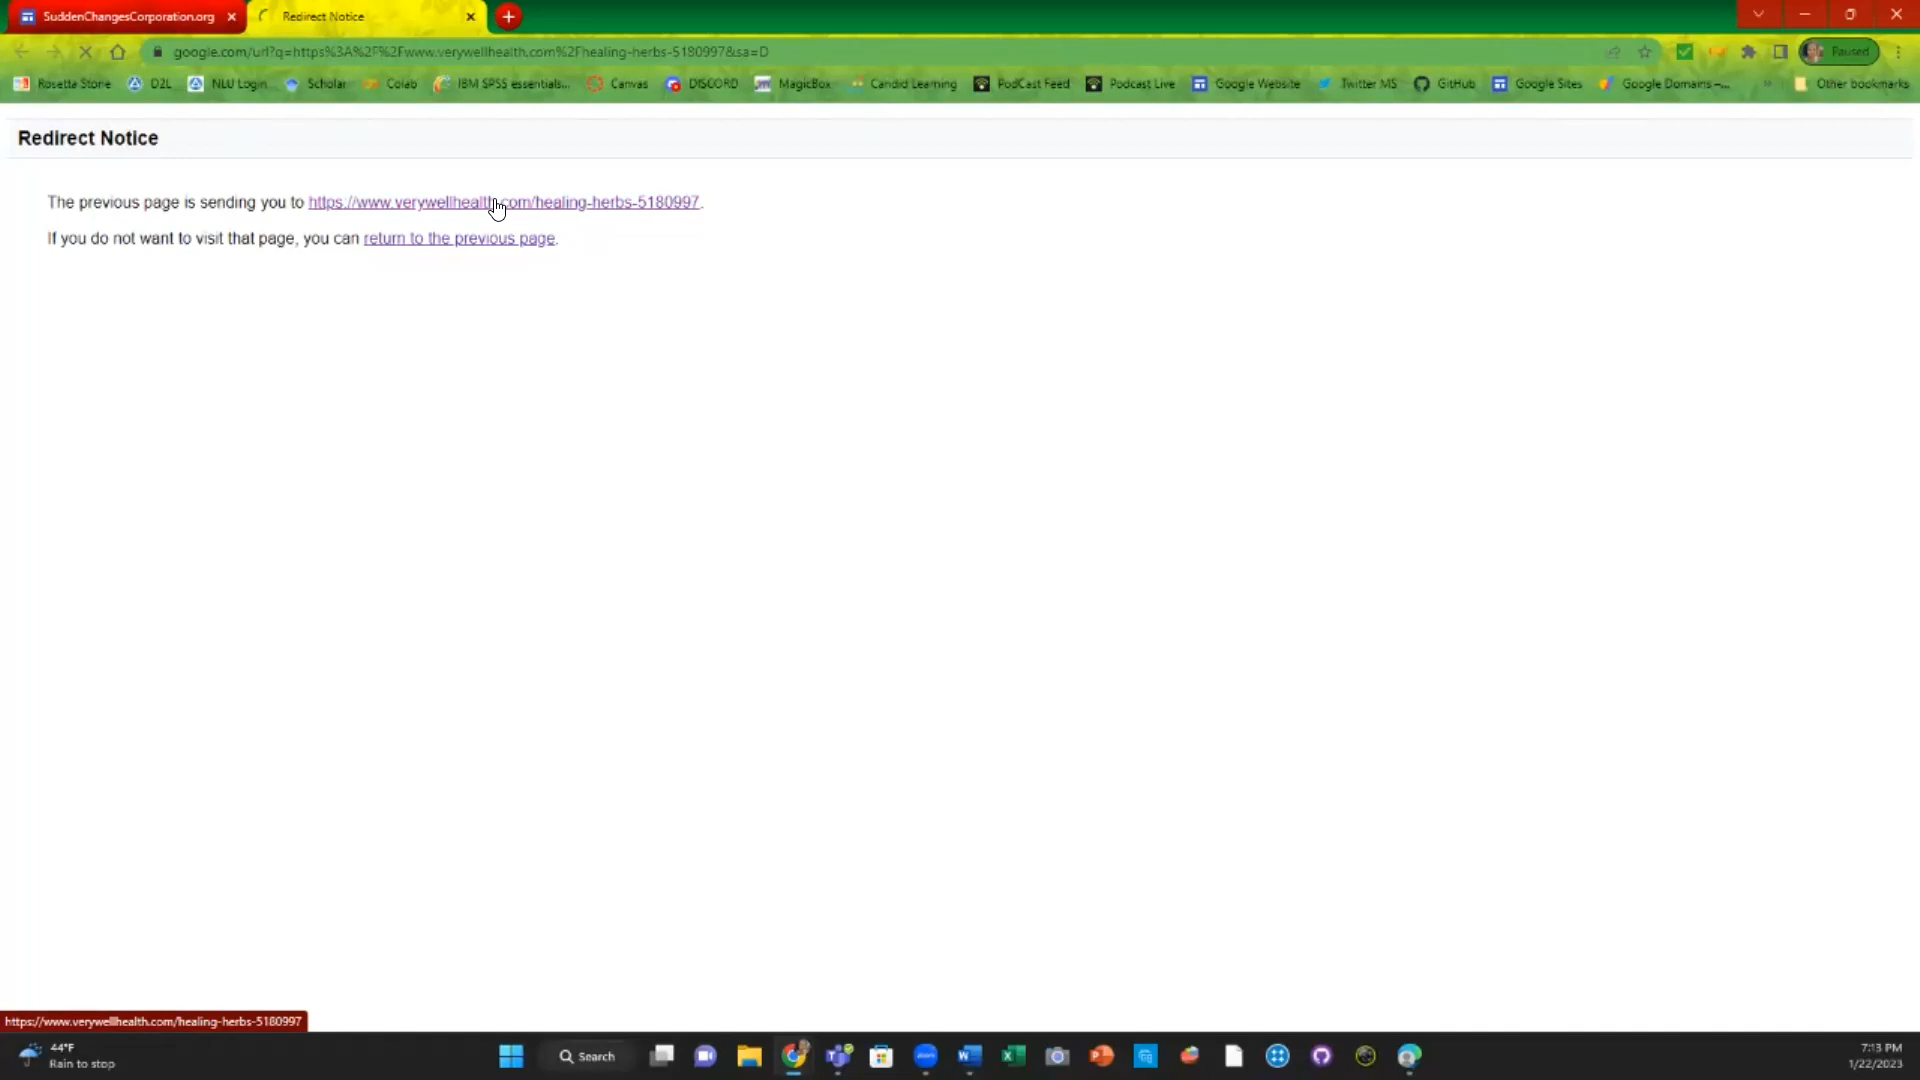 SuddenChangesCorporation.org
Redirect Notice
google.com/url?q=https%3A%2F%2Fwww.verywellhealth.com%2Fhealing-herbs-5180997&sa=D
Paused
Rosetta Stone
D2L
NLU Login
Scholar
Colab
IBM SPSS essentials...
Canvas
DISCORD
MagicBox
Candid Learning
PodCast Feed
Podcast Live
Google Website
Twitter MS
GitHub
Google Sites
Google Domains –...
»
Other bookmarks
Redirect Notice
The previous page is sending you to https://www.verywellhealth.com/healing-herbs-5180997.
If you do not want to visit that page, you can return to the previous page.
https://www.verywellhealth.com/healing-herbs-5180997
44°F
Rain to stop
Search
7:13 PM
1/22/2023